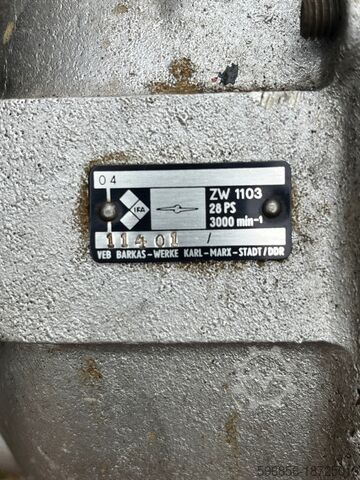 04
IFA
ZW 1103
28 PS
3000 min⁻¹
11401 /
VEB BARKAS-WERKE KARL-MARX-STADT/DDR